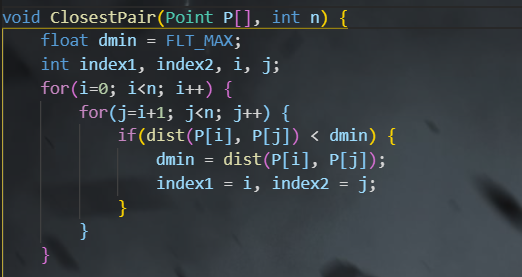 void ClosestPair(Point P[], int n) {
    float dmin = FLT_MAX;
    int index1, index2, i, j;
    for(i=0; i<n; i++) {
        for(j=i+1; j<n; j++) {
            if(dist(P[i], P[j]) < dmin) {
                dmin = dist(P[i], P[j]);
                index1 = i, index2 = j;
            }
        }
    }